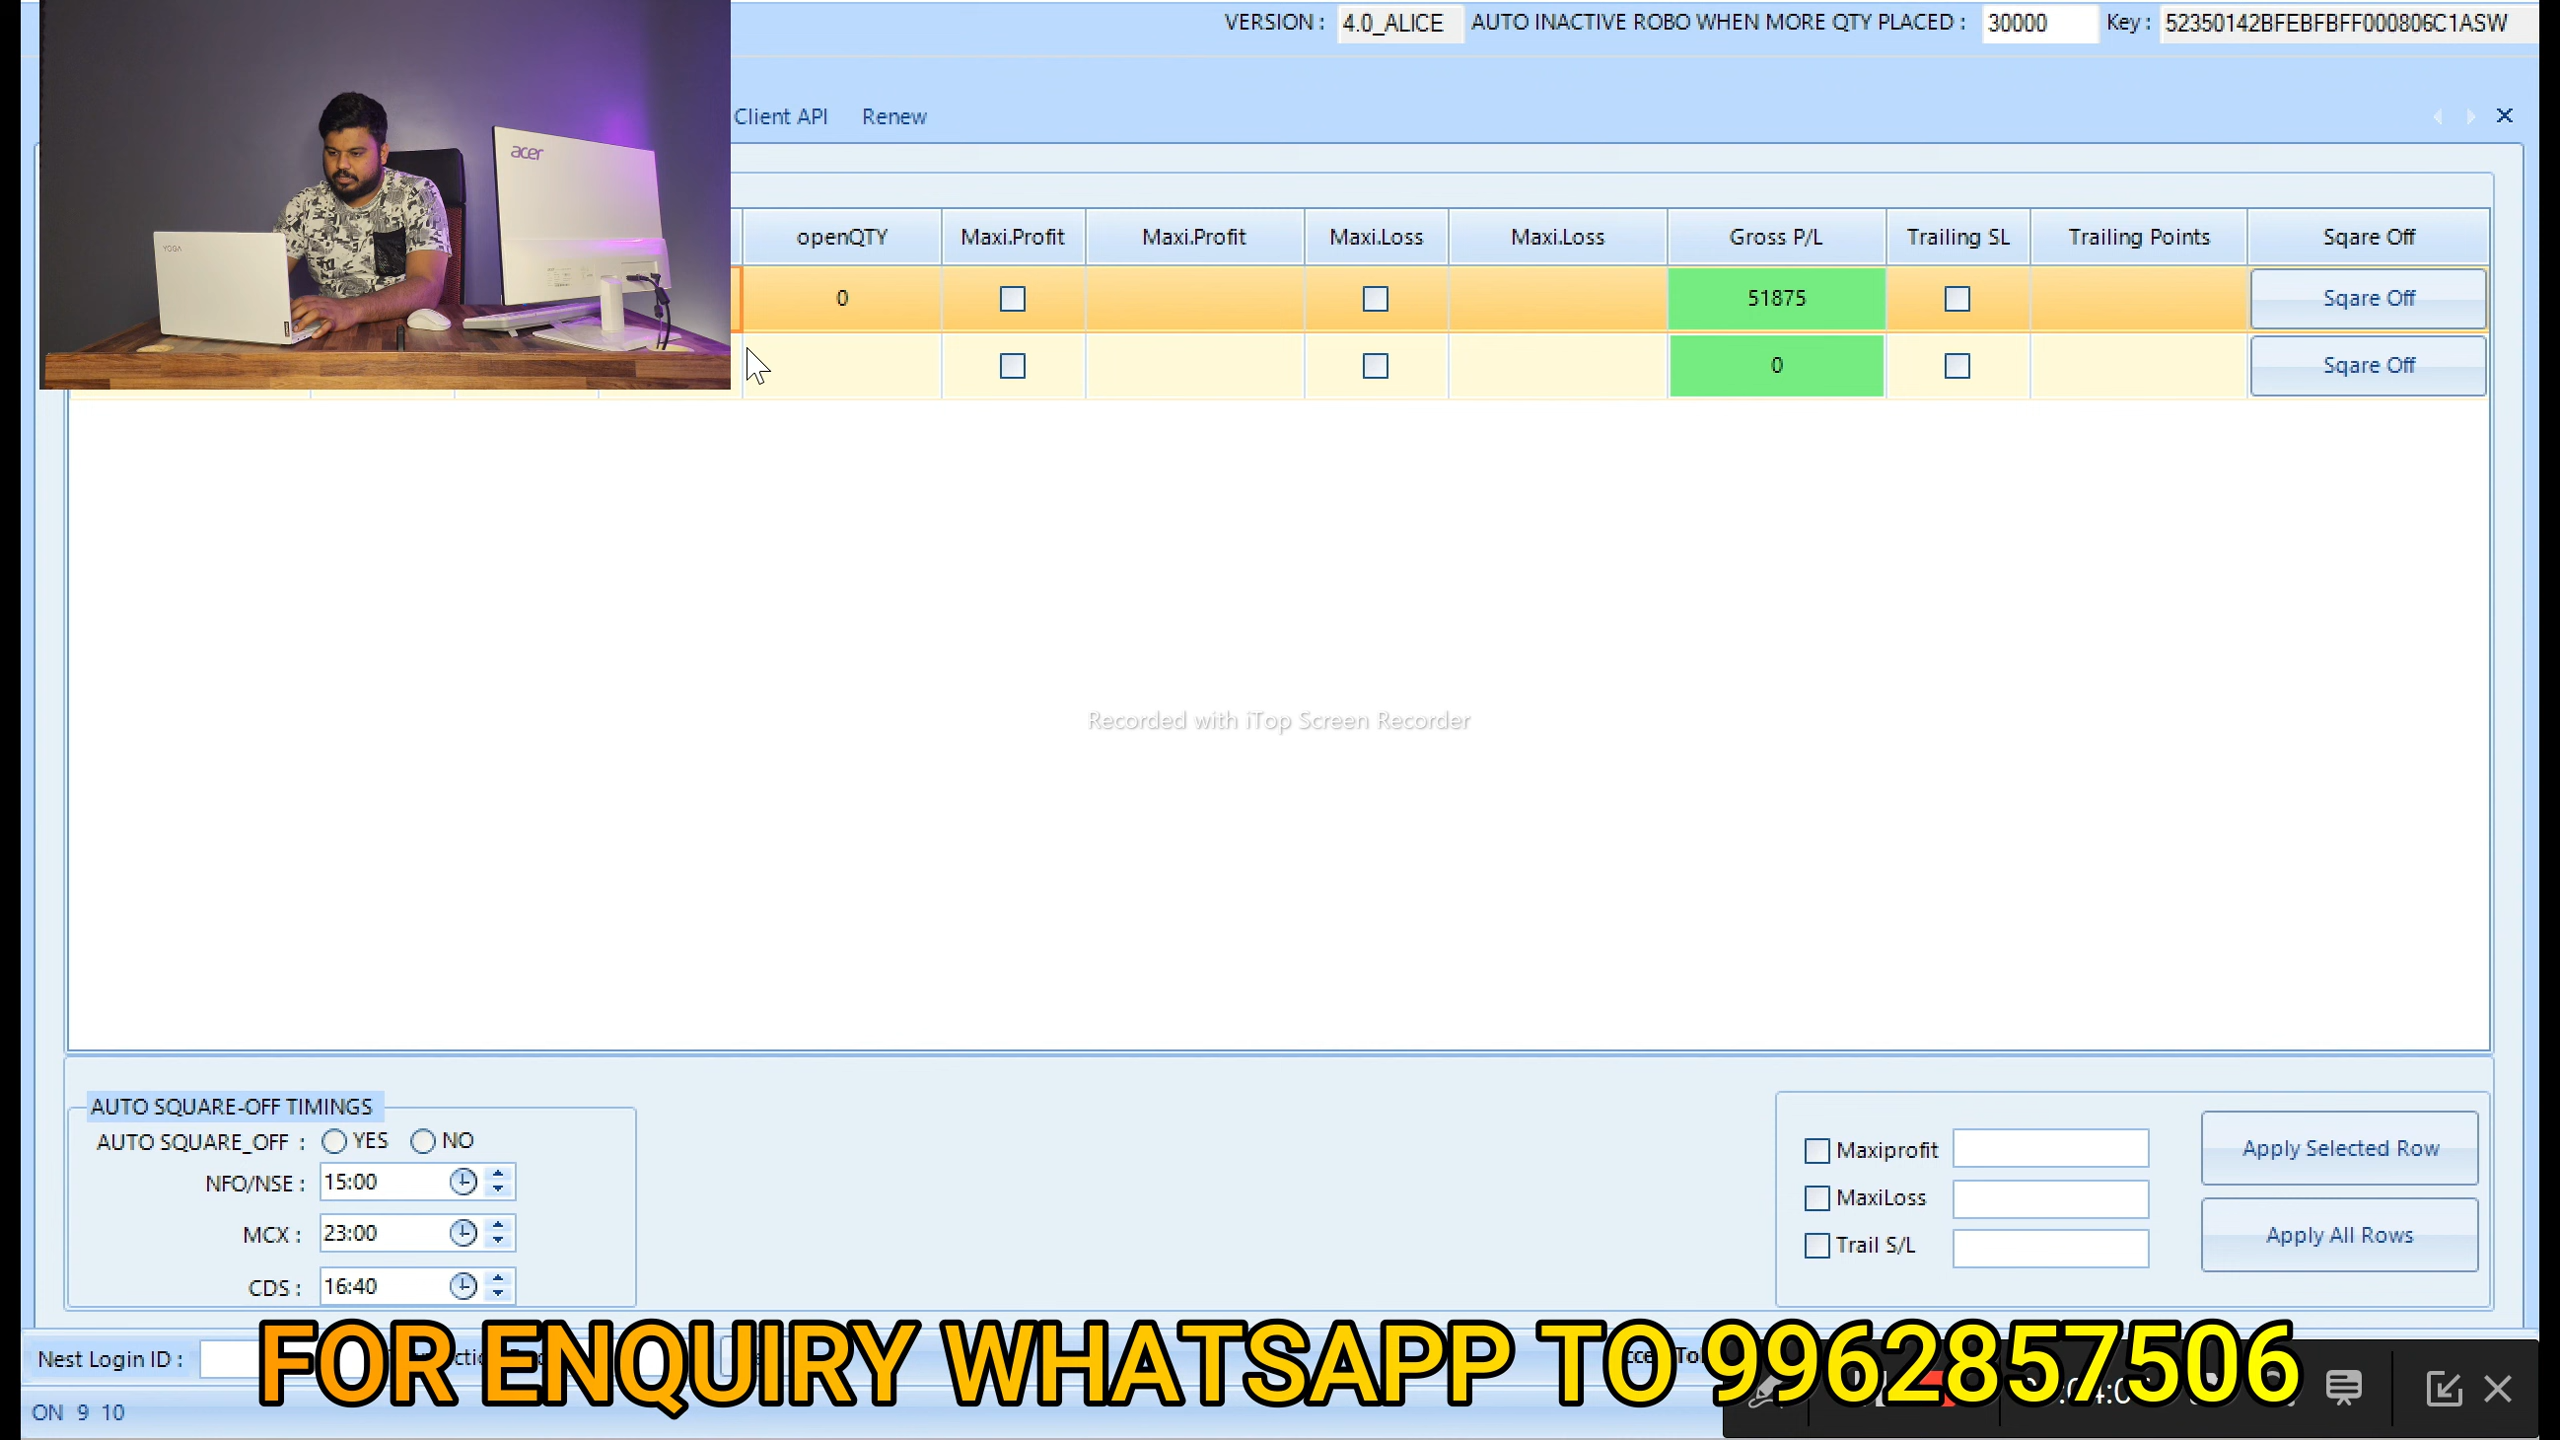 VERSION : 4.0_ALICE AUTO INACTIVE ROBO WHEN MORE QTY PLACED : 30000 Key : 52350142BFEBFBFF000806C1ASW
Client API Renew
acer
YOGA
openQTY Maxi.Profit Maxi.Profit Maxi.Loss Maxi.Loss Gross P/L Trailing SL Trailing Points Sqare Off
0 51875 Sqare Off
0 Sqare Off
Recorded with iTop Screen Recorder
AUTO SQUARE-OFF TIMINGS
AUTO SQUARE_OFF : YES NO
NFO/NSE : 15:00
MCX : 23:00
CDS : 16:40
Maxiprofit
MaxiLoss
Trail S/L
Apply Selected Row
Apply All Rows
Nest Login ID :
FOR ENQUIRY WHATSAPP TO 9962857506
ON 9 10